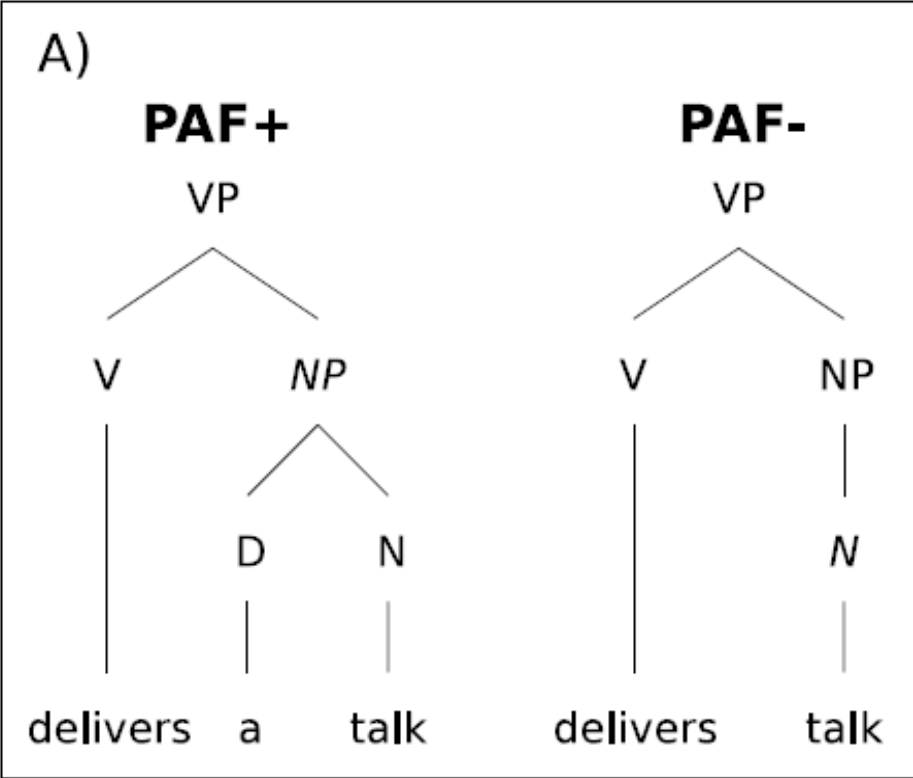 A)
PAF+ PAF-
VP VP
V NP V NP
D N N
delivers a talk delivers talk